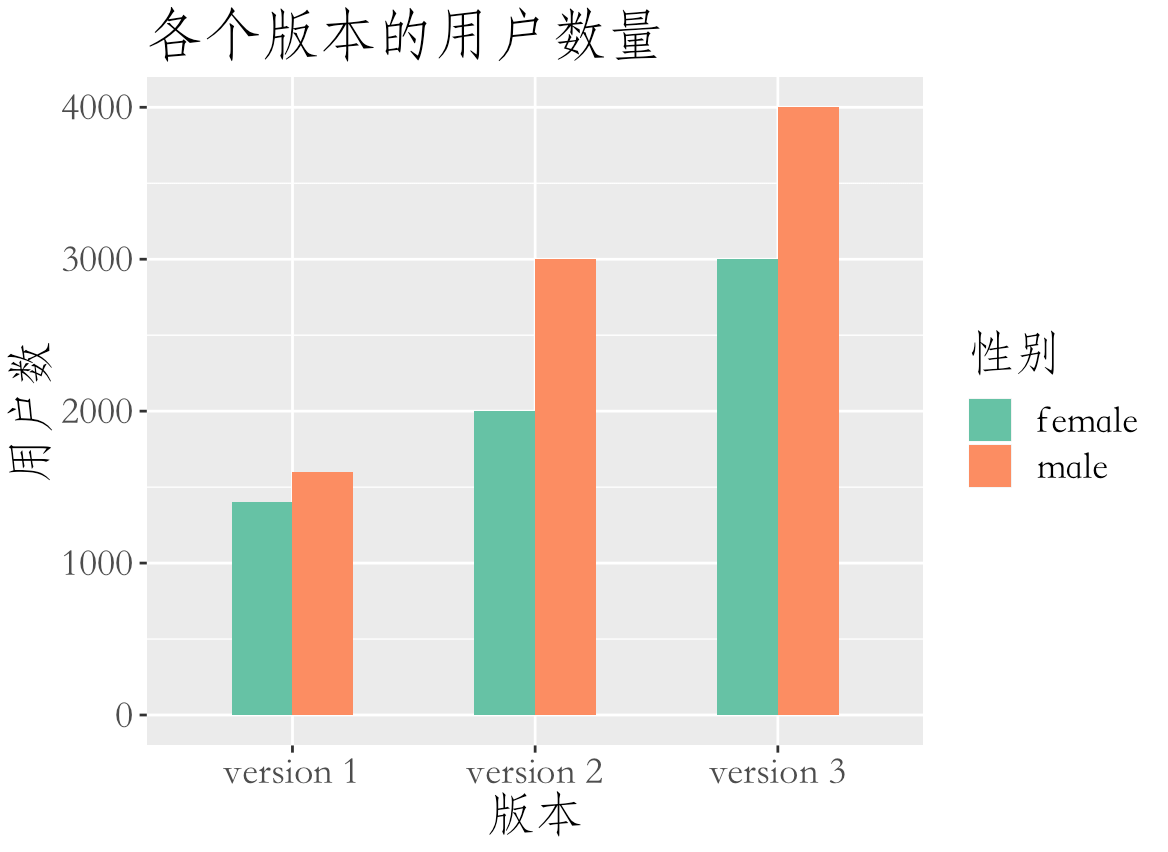 各个版本的用户数量
4000
3000
2000
1000
0
用户数
version 1
version 2
version 3
版本
性别
female
male